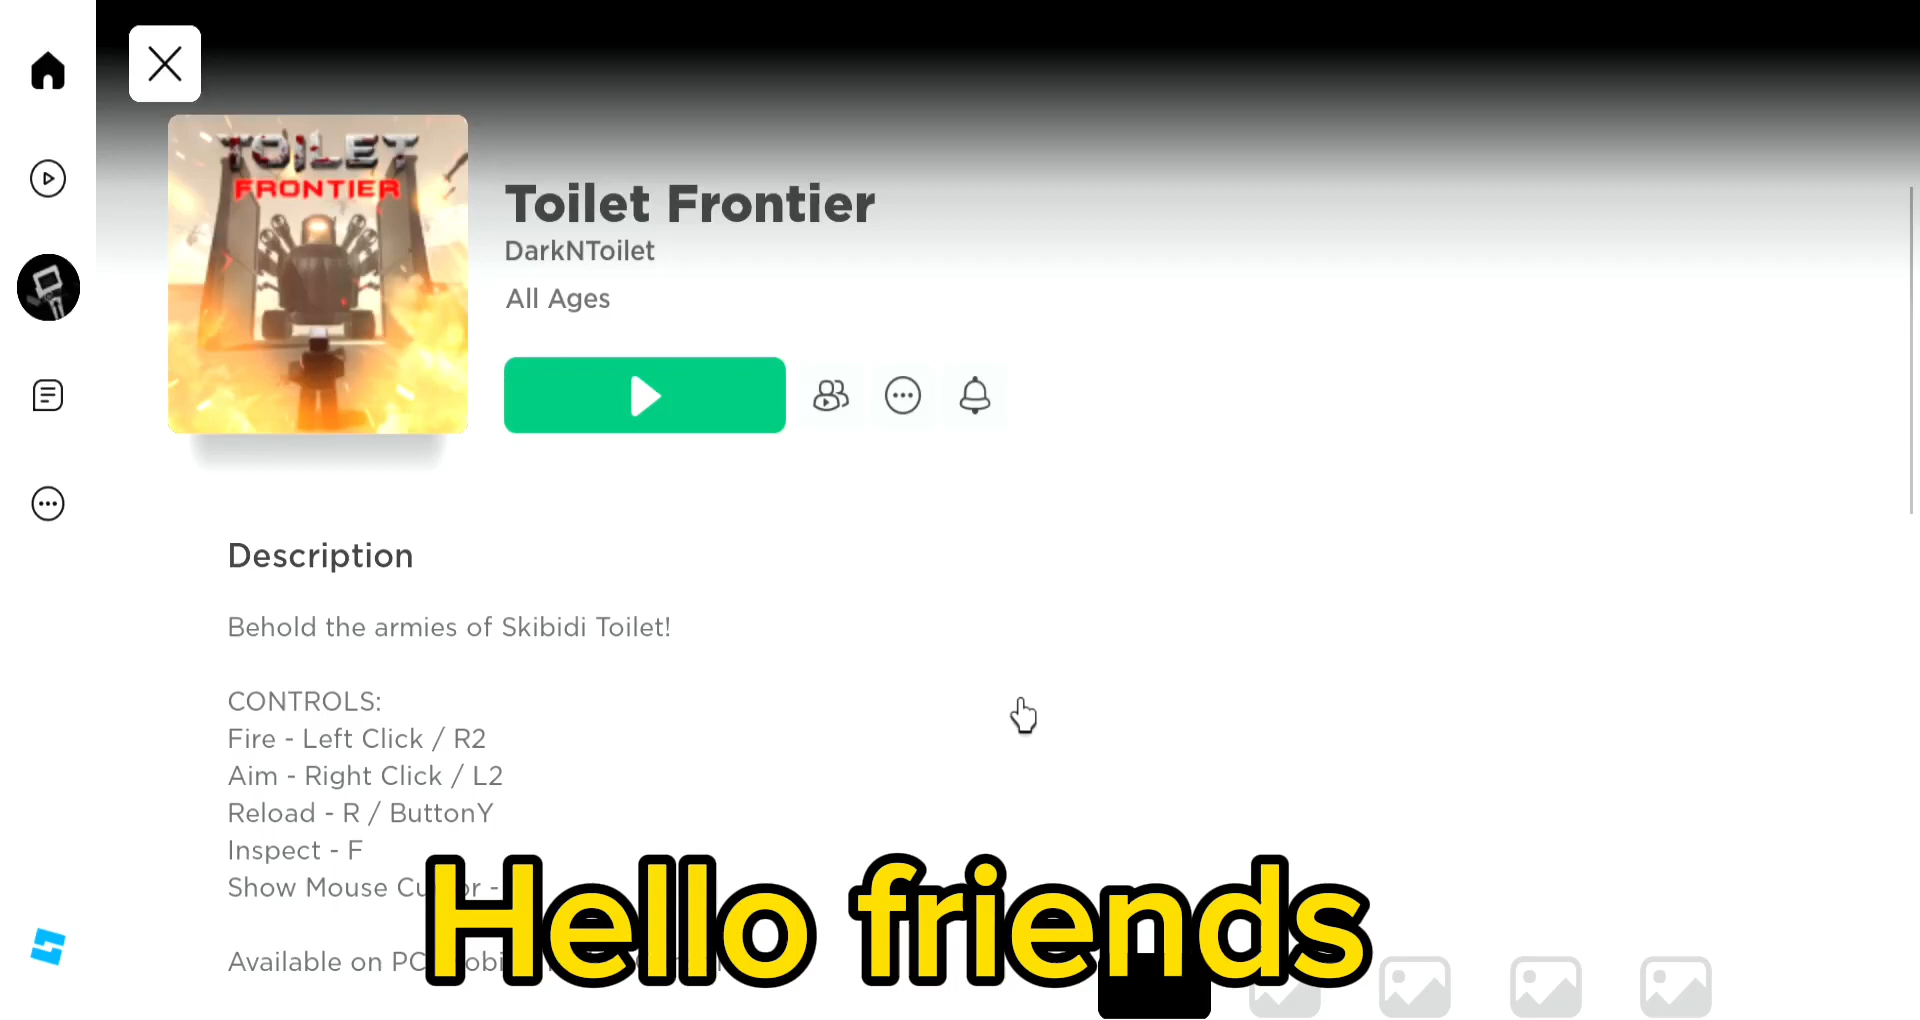 TOILET
FRONTIER
Toilet Frontier
DarkNToilet
All Ages
Description
Behold the armies of Skibidi Toilet!
CONTROLS:
Fire - Left Click / R2
Aim - Right Click / L2
Reload - R / ButtonY
Inspect - F
Show Mouse Cursor -
Available on PC
Hello friends